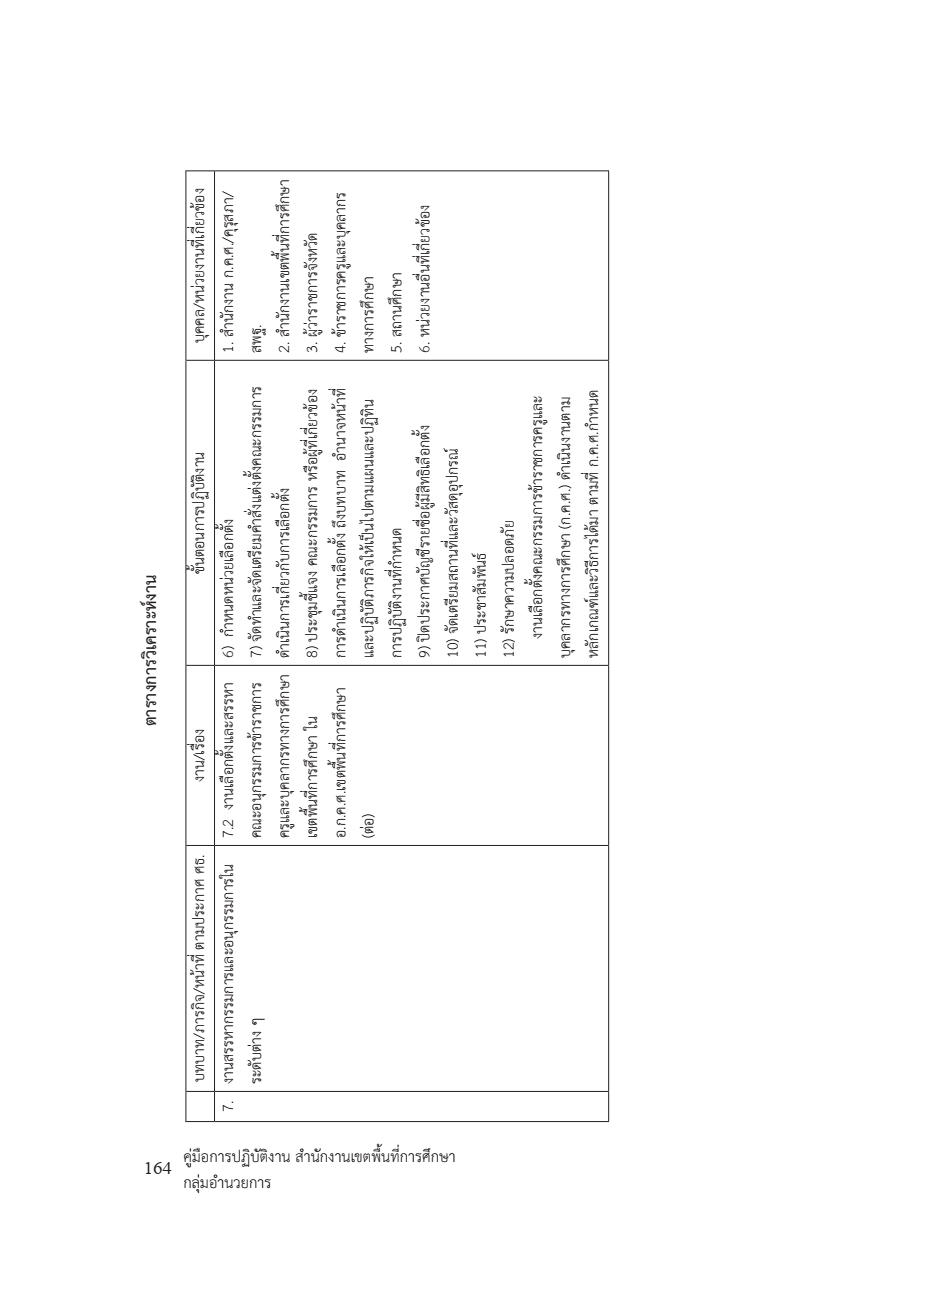 ตารางการวิเคราะห์งาน
บทบาท/ภารกิจ/หน้าที่ ตามประกาศ ศธ.
งาน/เรื่อง
ขั้นตอนการปฏิบัติงาน
บุคคล/หน่วยงานที่เกี่ยวข้อง
7.
งานสรรหากรรมการและอนุกรรมการใน
ระดับต่าง ๆ
7.2 งานเลือกตั้งและสรรหา
คณะอนุกรรมการข้าราชการ
ครูและบุคลากรทางการศึกษา
เขตพื้นที่การศึกษา ใน
อ.ก.ค.ศ.เขตพื้นที่การศึกษา
(ต่อ)
6) กำหนดหน่วยเลือกตั้ง
7) จัดทำและจัดเตรียมคำสั่งแต่งตั้งคณะกรรมการ
ดำเนินการเกี่ยวกับการเลือกตั้ง
8) ประชุมชี้แจง คณะกรรมการ หรือผู้ที่เกี่ยวข้อง
การดำเนินการเลือกตั้ง ถึงบทบาท อำนาจหน้าที่
และปฏิบัติภารกิจให้เป็นไปตามแผนและปฏิทิน
การปฏิบัติงานที่กำหนด
9) ปิดประกาศบัญชีรายชื่อผู้มีสิทธิเลือกตั้ง
10) จัดเตรียมสถานที่และวัสดุอุปกรณ์
11) ประชาสัมพันธ์
12) รักษาความปลอดภัย
งานเลือกตั้งคณะกรรมการข้าราชการครูและ
บุคลากรทางการศึกษา (ก.ค.ศ.) ดำเนินงานตาม
หลักเกณฑ์และวิธีการได้มา ตามที่ ก.ค.ศ.กำหนด
1. สำนักงาน ก.ค.ศ./คุรุสภา/
สพฐ.
2. สำนักงานเขตพื้นที่การศึกษา
3. ผู้ว่าราชการจังหวัด
4. ข้าราชการครูและบุคลากร
ทางการศึกษา
5. สถานศึกษา
6. หน่วยงานอื่นที่เกี่ยวข้อง
164
คู่มือการปฏิบัติงาน สำนักงานเขตพื้นที่การศึกษา
กลุ่มอำนวยการ